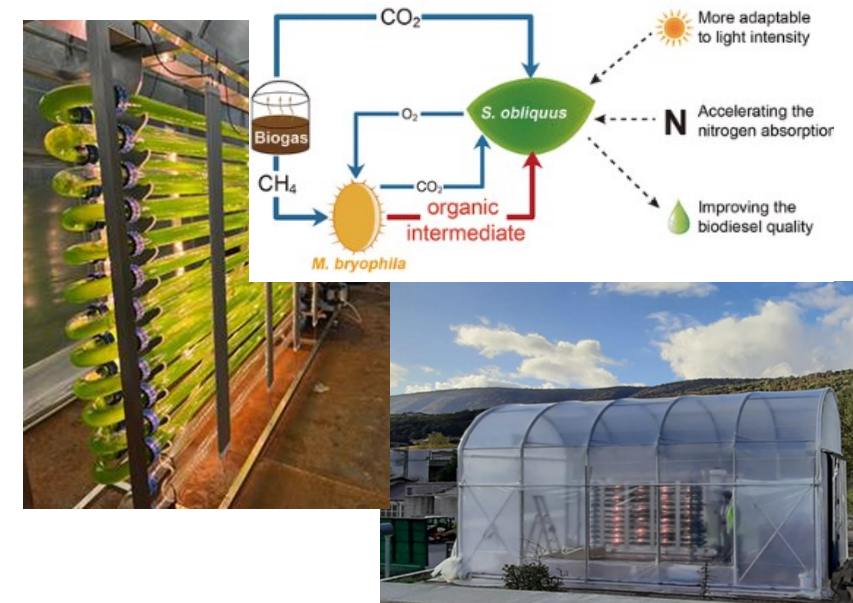 CO₂
More adaptable
to light intensity
Biogas
O₂
S. obliquus
N
Accelerating the
nitrogen absorption
CH₄
CO₂
organic
intermediate
M. bryophila
Improving the
biodiesel quality